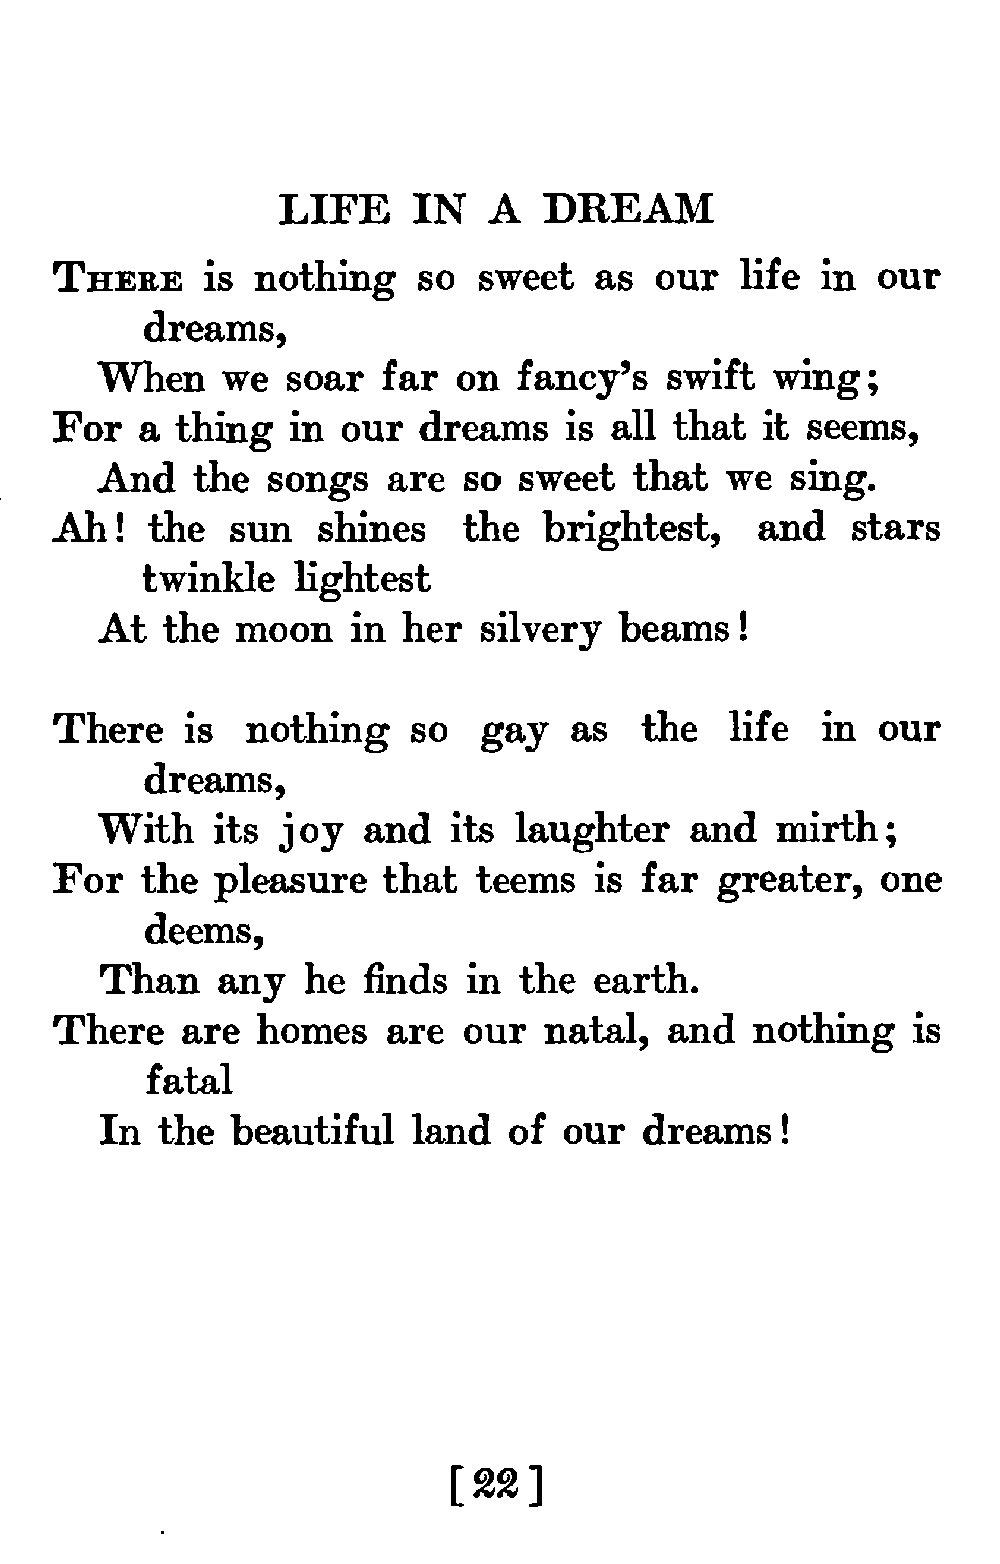 LIFE IN A DREAM
THERE is nothing so sweet as our life in our
dreams,
When we soar far on fancy's swift wing;
For a thing in our dreams is all that it seems,
And the songs are so sweet that we sing.
Ah! the sun shines the brightest, and stars
twinkle lightest
At the moon in her silvery beams!
There is nothing so gay as the life in our
dreams,
With its joy and its laughter and mirth;
For the pleasure that teems is far greater, one
deems,
Than any he finds in the earth.
There are homes are our natal, and nothing is
fatal
In the beautiful land of our dreams!
[22]